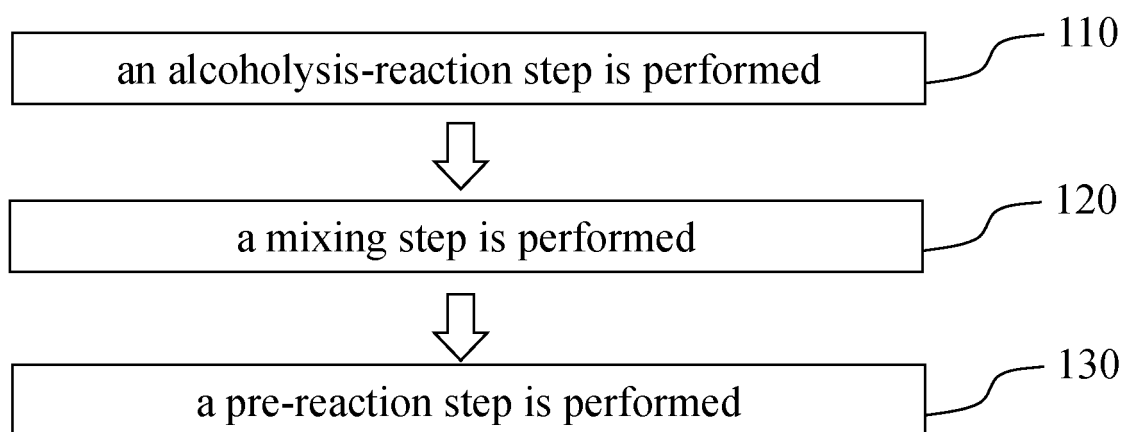 110
an alcoholysis-reaction step is performed
120
a mixing step is performed
130
a pre-reaction step is performed